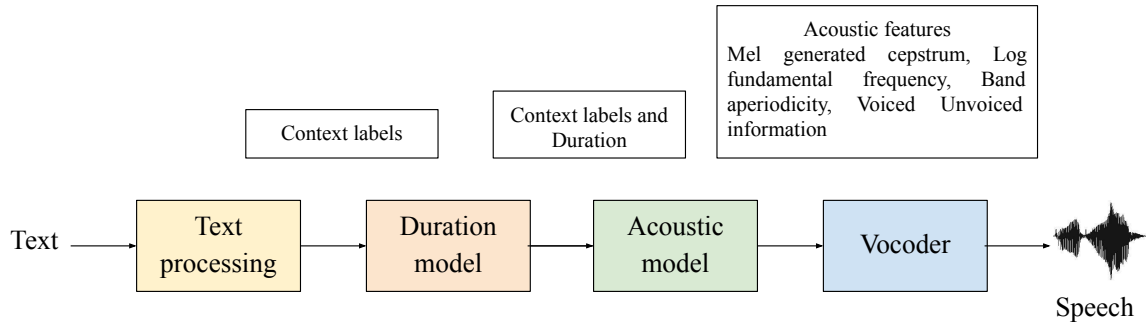 Acoustic features
Mel generated cepstrum, Log
fundamental frequency, Band
aperiodicity, Voiced Unvoiced
information
Context labels
Context labels and
Duration
Text
Text
processing
Duration
model
Acoustic
model
Vocoder
Speech